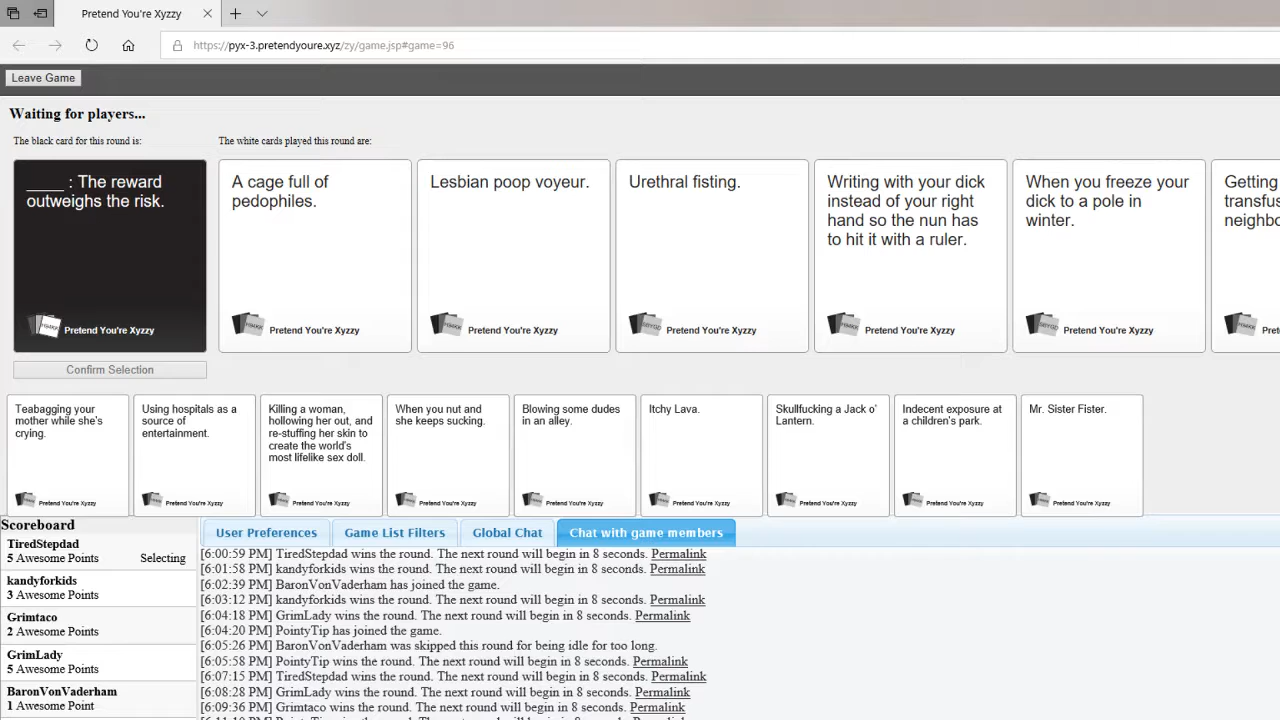 Pretend You're Xyzzy
https://pyx-3.pretendyoure.xyz/zy/game.jsp#game=96
Leave Game
Waiting for players...
The black card for this round is:
The white cards played this round are:
____ : The reward
outweighs the risk.
Pretend You're Xyzzy
A cage full of
pedophiles.
Pretend You're Xyzzy
Lesbian poop voyeur.
Pretend You're Xyzzy
Urethral fisting.
Pretend You're Xyzzy
Writing with your dick
instead of your right
hand so the nun has
to hit it with a ruler.
Pretend You're Xyzzy
When you freeze your
dick to a pole in
winter.
Pretend You're Xyzzy
Getting
transfus
neighbo
Prete
Confirm Selection
Teabagging your
mother while she's
crying.
Pretend You're Xyzzy
Using hospitals as a
source of
entertainment.
Pretend You're Xyzzy
Killing a woman,
hollowing her out, and
re-stuffing her skin to
create the world's
most lifelike sex doll.
Pretend You're Xyzzy
When you nut and
she keeps sucking.
Pretend You're Xyzzy
Blowing some dudes
in an alley.
Pretend You're Xyzzy
Itchy Lava.
Pretend You're Xyzzy
Skullfucking a Jack o'
Lantern.
Pretend You're Xyzzy
Indecent exposure at
a children's park.
Pretend You're Xyzzy
Mr. Sister Fister.
Pretend You're Xyzzy
Scoreboard
TiredStepdad
5 Awesome Points Selecting
kandyforkids
3 Awesome Points
Grimtaco
2 Awesome Points
GrimLady
5 Awesome Points
BaronVonVaderham
1 Awesome Point
User Preferences
Game List Filters
Global Chat
Chat with game members
[6:00:59 PM] TiredStepdad wins the round. The next round will begin in 8 seconds. Permalink
[6:01:58 PM] kandyforkids wins the round. The next round will begin in 8 seconds. Permalink
[6:02:39 PM] BaronVonVaderham has joined the game.
[6:03:12 PM] kandyforkids wins the round. The next round will begin in 8 seconds. Permalink
[6:04:18 PM] GrimLady wins the round. The next round will begin in 8 seconds. Permalink
[6:04:20 PM] PointyTip has joined the game.
[6:05:26 PM] BaronVonVaderham was skipped this round for being idle for too long.
[6:05:58 PM] PointyTip wins the round. The next round will begin in 8 seconds. Permalink
[6:07:15 PM] TiredStepdad wins the round. The next round will begin in 8 seconds. Permalink
[6:08:28 PM] GrimLady wins the round. The next round will begin in 8 seconds. Permalink
[6:09:36 PM] Grimtaco wins the round. The next round will begin in 8 seconds. Permalink